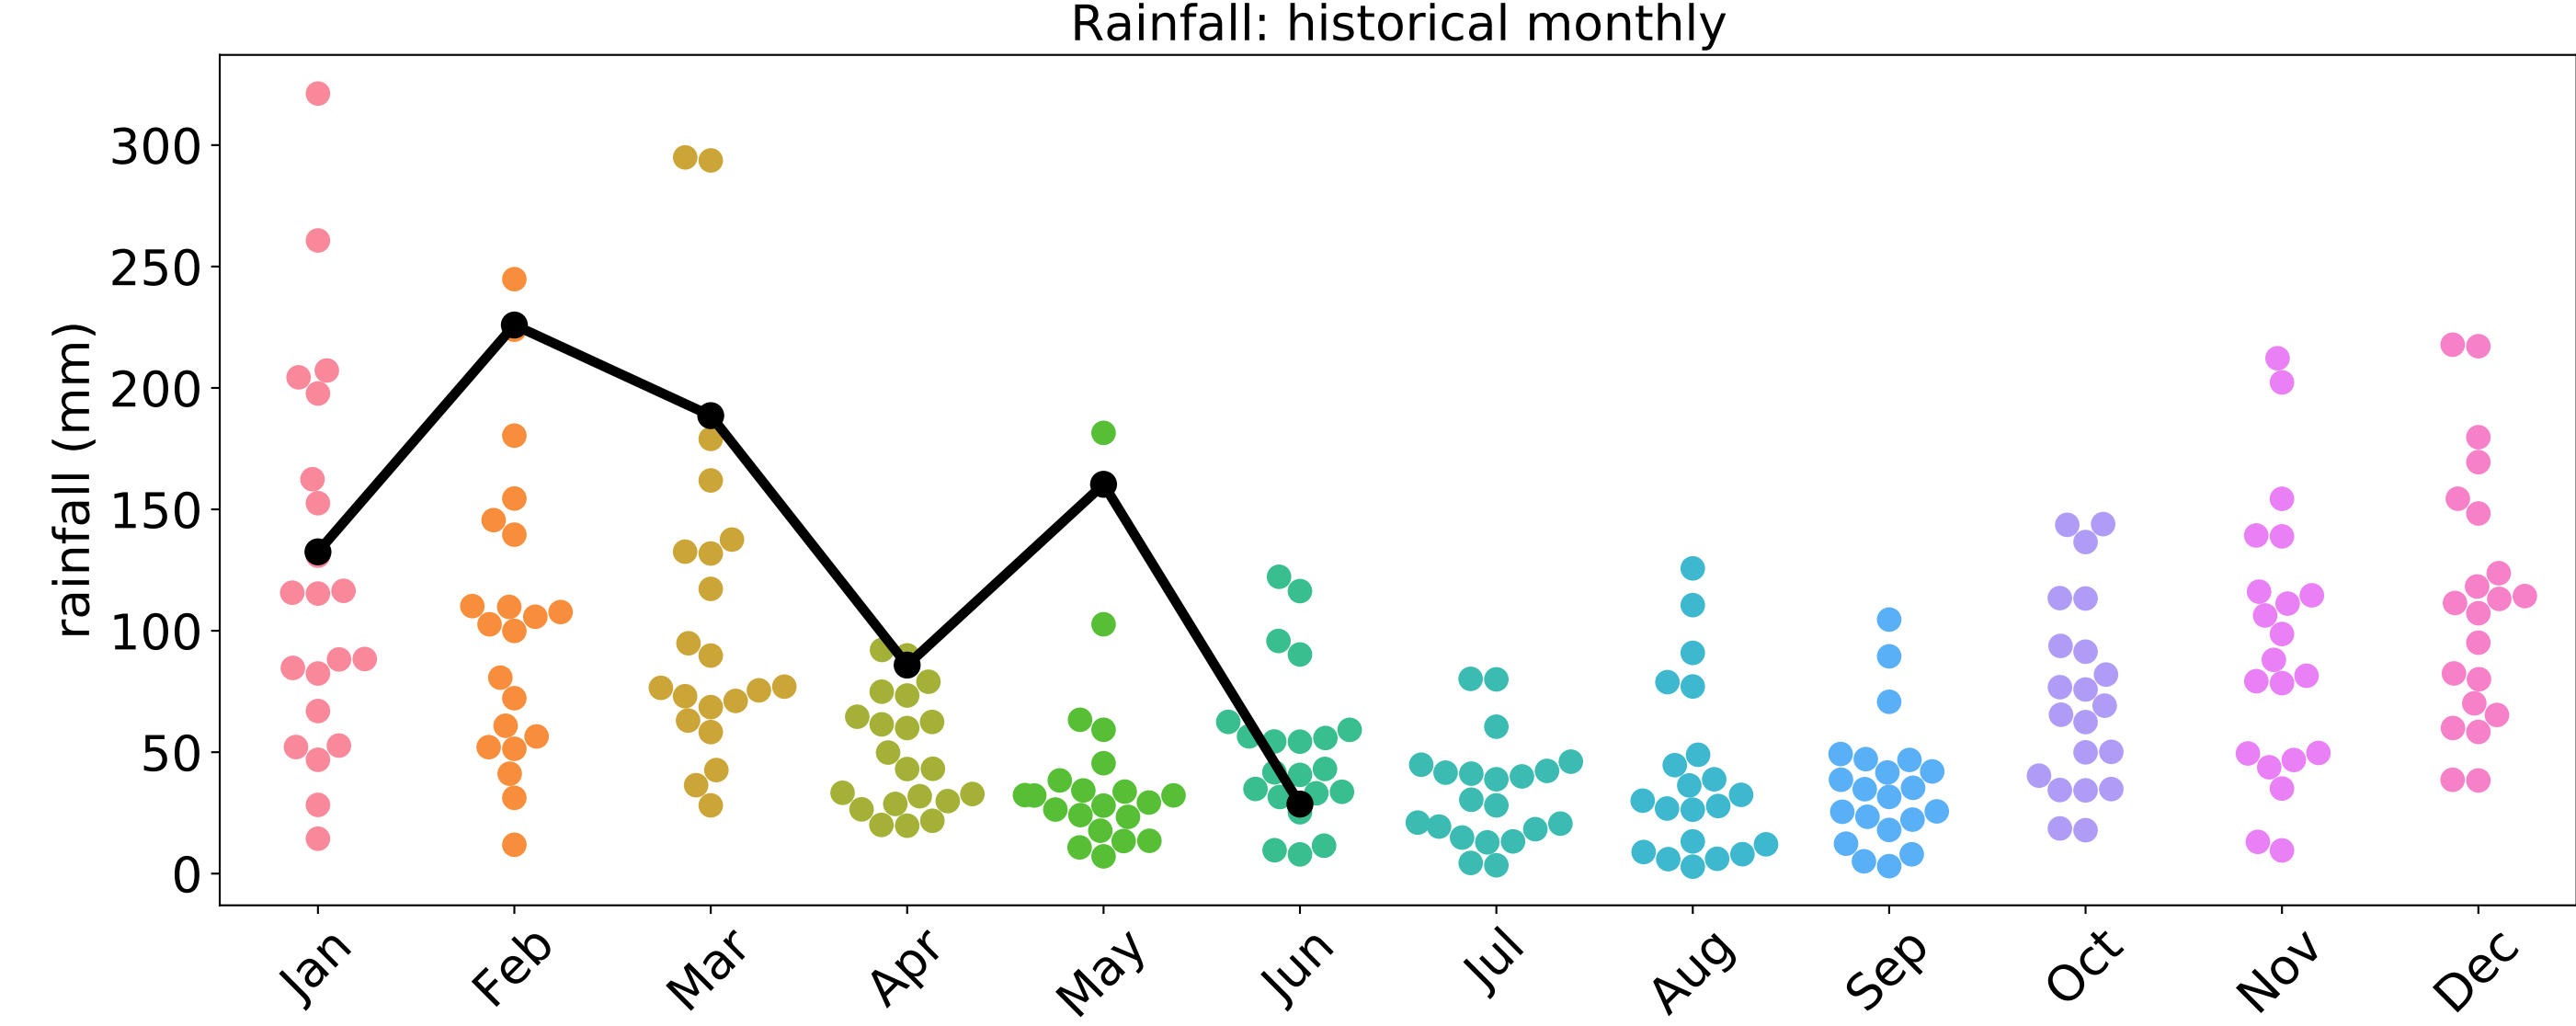 Rainfall: historical monthly
rainfall (mm)
300
250
200
150
100
50
0
Jan
Feb
Mar
Apr
May
Jun
Jul
Aug
Sep
Oct
Nov
Dec